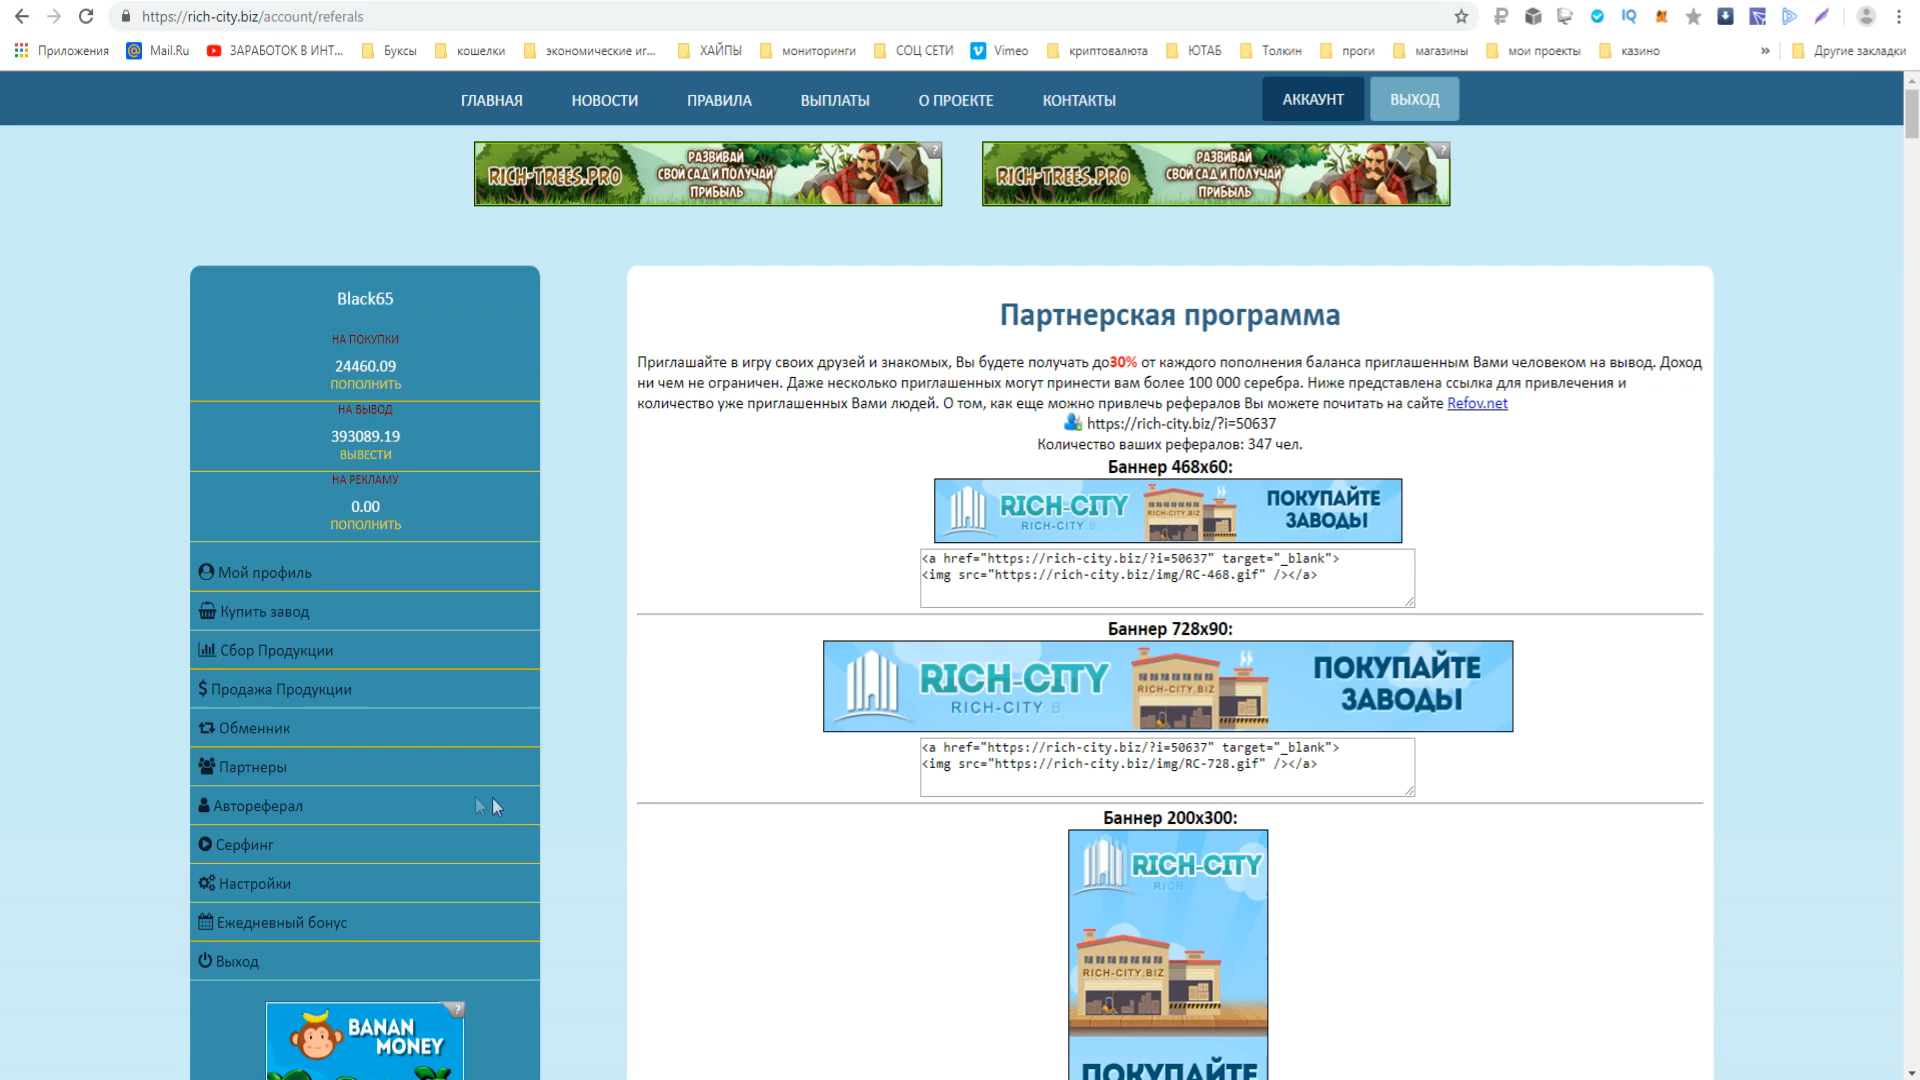 https://rich-city.biz/account/referals
Приложения
Mail.Ru
ЗАРАБОТОК В ИНТ...
Буксы
кошелки
экономические иг...
ХАЙПЫ
мониторинги
СОЦ СЕТИ
Vimeo
криптовалюта
ЮТАБ
Толкин
проги
магазины
мои проекты
казино
»
Другие закладки
ГЛАВНАЯ
НОВОСТИ
ПРАВИЛА
ВЫПЛАТЫ
О ПРОЕКТЕ
КОНТАКТЫ
АККАУНТ
ВЫХОД
RICH-TREES.PRO
РАЗВИВАЙ
СВОЙ САД И ПОЛУЧАЙ
ПРИБЫЛЬ
?
RICH-TREES.PRO
РАЗВИВАЙ
СВОЙ САД И ПОЛУЧАЙ
ПРИБЫЛЬ
?
Black65
НА ПОКУПКИ
24460.09
ПОПОЛНИТЬ
НА ВЫВОД
393089.19
ВЫВЕСТИ
НА РЕКЛАМУ
0.00
ПОПОЛНИТЬ
Мой профиль
Купить завод
Сбор Продукции
Продажа Продукции
Обменник
Партнеры
Автореферал
Серфинг
Настройки
Ежедневный бонус
Выход
BANAN
MONEY
?
Партнерская программа
Приглашайте в игру своих друзей и знакомых, Вы будете получать до30% от каждого пополнения баланса приглашенным Вами человеком на вывод. Доход
ни чем не ограничен. Даже несколько приглашенных могут принести вам более 100 000 серебра. Ниже представлена ссылка для привлечения и
количество уже приглашенных Вами людей. О том, как еще можно привлечь рефералов Вы можете почитать на сайте Refov.net
https://rich-city.biz/?i=50637
Количество ваших рефералов: 347 чел.
Баннер 468x60:
RICH-CITY
RICH-CITY.B
RICH-CITY.BIZ
ПОКУПАЙТЕ
ЗАВОДЫ
<a href="https://rich-city.biz/?i=50637" target="_blank">
<img src="https://rich-city.biz/img/RC-468.gif" /></a>
Баннер 728x90:
RICH-CITY
RICH-CITY.B
RICH-CITY.BIZ
ПОКУПАЙТЕ
ЗАВОДЫ
<a href="https://rich-city.biz/?i=50637" target="_blank">
<img src="https://rich-city.biz/img/RC-728.gif" /></a>
Баннер 200x300:
RICH-CITY
RICH
RICH-CITY.BIZ
ПОКУПАЙТЕ